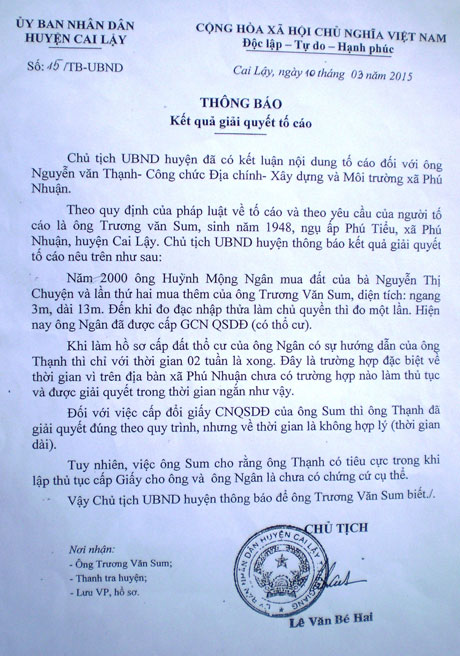 ỦY BAN NHÂN DÂN
HUYỆN CAI LẬY
CỘNG HÒA XÃ HỘI CHỦ NGHĨA VIỆT NAM
Độc lập – Tự do – Hạnh phúc
Số: 15/TB-UBND
Cai Lậy, ngày 10 tháng 03 năm 2015
THÔNG BÁO
Kết quả giải quyết tố cáo
Chủ tịch UBND huyện đã có kết luận nội dung tố cáo đối với ông
Nguyễn văn Thạnh- Công chức Địa chính- Xây dựng và Môi trường xã Phú
Nhuận.
Theo quy định của pháp luật về tố cáo và theo yêu cầu của người tố
cáo là ông Trương văn Sum, sinh năm 1948, ngụ ấp Phú Tiểu, xã Phú
Nhuận, huyện Cai Lậy. Chủ tịch UBND huyện thông báo kết quả giải quyết
tố cáo nêu trên như sau:
Năm 2000 ông Huỳnh Mộng Ngân mua đất của bà Nguyễn Thị
Chuyện và lần thứ hai mua thêm của ông Trương Văn Sum, diện tích: ngang
3m, dài 13m. Đến khi đo đạc nhập thửa làm chủ quyền thì đo một lần. Hiện
nay ông Ngân đã được cấp GCN QSDĐ (có thổ cư).
Khi làm hồ sơ cấp đất thổ cư của ông Ngân có sự hướng dẫn của ông
Thạnh thì chỉ với thời gian 02 tuần là xong. Đây là trường hợp đặc biệt về
thời gian vì trên địa bàn xã Phú Nhuận chưa có trường hợp nào làm thủ tục
và được giải quyết trong thời gian ngắn như vậy.
Đối với việc cấp đổi giấy CNQSDĐ của ông Sum thì ông Thạnh đã
giải quyết đúng theo quy trình, nhưng về thời gian là không hợp lý (thời gian
dài).
Tuy nhiên, việc ông Sum cho rằng ông Thạnh có tiêu cực trong khi
lập thủ tục cấp Giấy cho ông và ông Ngân là chưa có chứng cứ cụ thể.
Vậy Chủ tịch UBND huyện thông báo để ông Trương Văn Sum biết./.
CHỦ TỊCH
Nơi nhận:
- Ông Trương Văn Sum;
- Thanh tra huyện;
- Lưu VP, hồ sơ.
ỦY BAN NHÂN DÂN HUYỆN CAI LẬY
Lê Văn Bé Hai